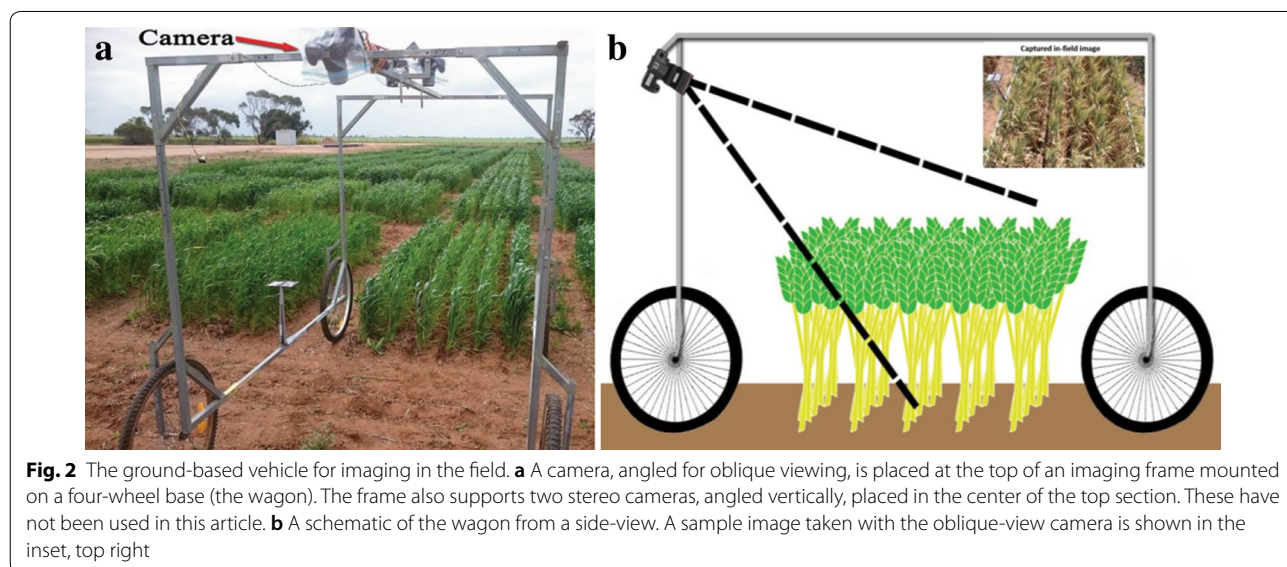 a
Camera
b
Captured in-field image
Fig. 2 The ground-based vehicle for imaging in the field. a A camera, angled for oblique viewing, is placed at the top of an imaging frame mounted
on a four-wheel base (the wagon). The frame also supports two stereo cameras, angled vertically, placed in the center of the top section. These have
not been used in this article. b A schematic of the wagon from a side-view. A sample image taken with the oblique-view camera is shown in the
inset, top right